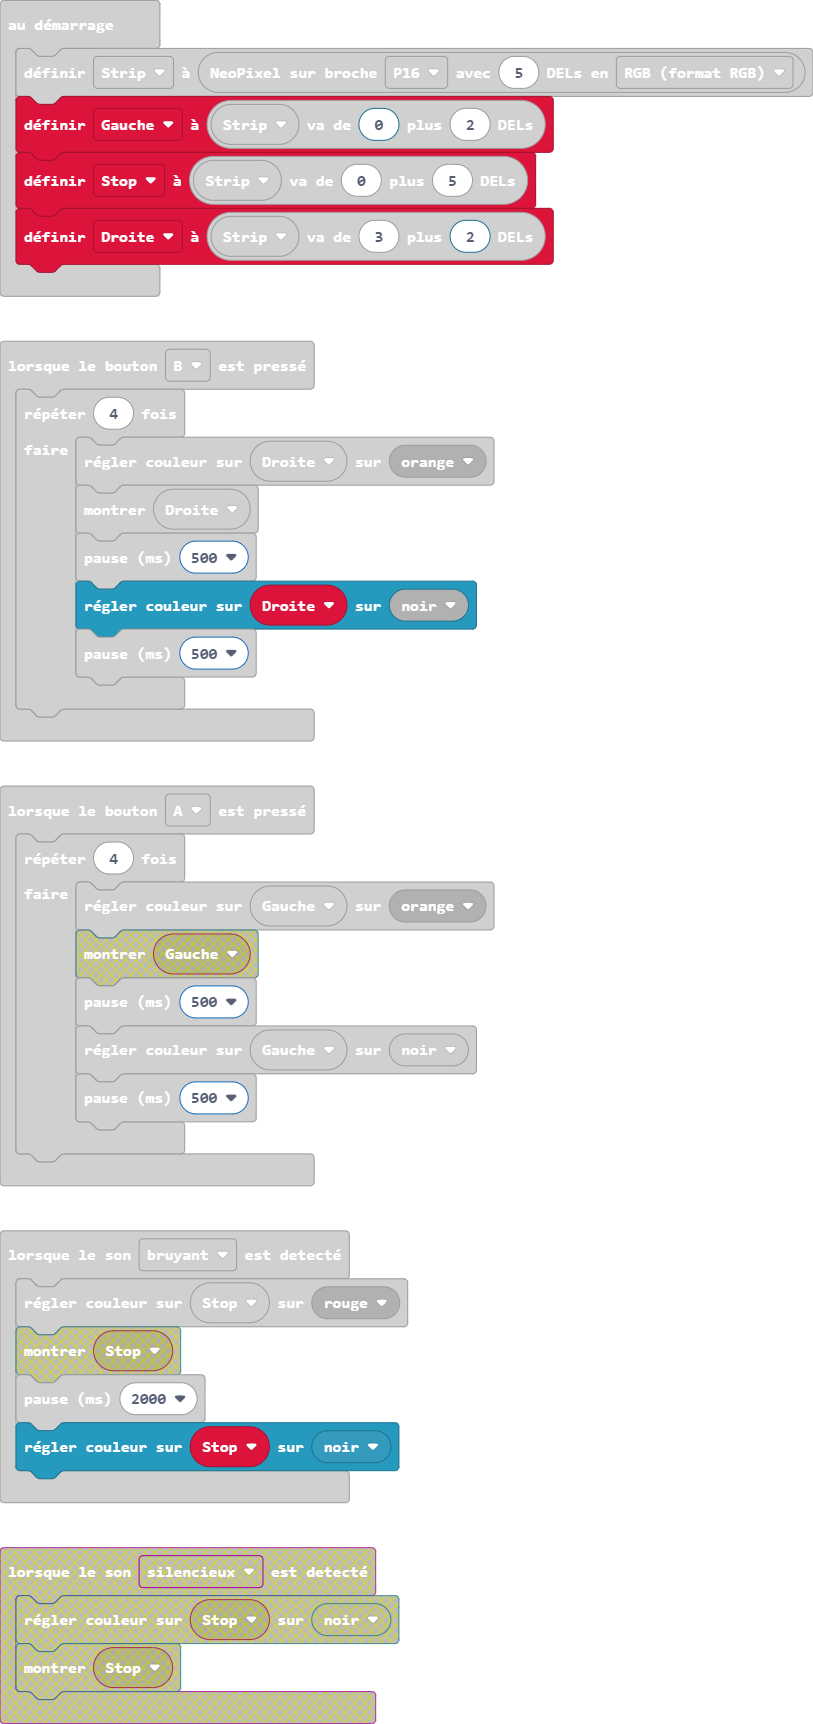 au démarrage
définir Strip à NeoPixel sur broche P16 avec 5 DELs en RGB (format RGB)
définir Gauche à Strip va de 0 plus 2 DELs
définir Stop à Strip va de 0 plus 5 DELs
définir Droite à Strip va de 3 plus 2 DELs
lorsque le bouton B est pressé
répéter 4 fois
faire
régler couleur sur Droite sur orange
montrer Droite
pause (ms) 500
régler couleur sur Droite sur noir
pause (ms) 500
lorsque le bouton A est pressé
répéter 4 fois
faire
régler couleur sur Gauche sur orange
montrer Gauche
pause (ms) 500
régler couleur sur Gauche sur noir
pause (ms) 500
lorsque le son bruyant est detecté
régler couleur sur Stop sur rouge
montrer Stop
pause (ms) 2000
régler couleur sur Stop sur noir
lorsque le son silencieux est detecté
régler couleur sur Stop sur noir
montrer Stop